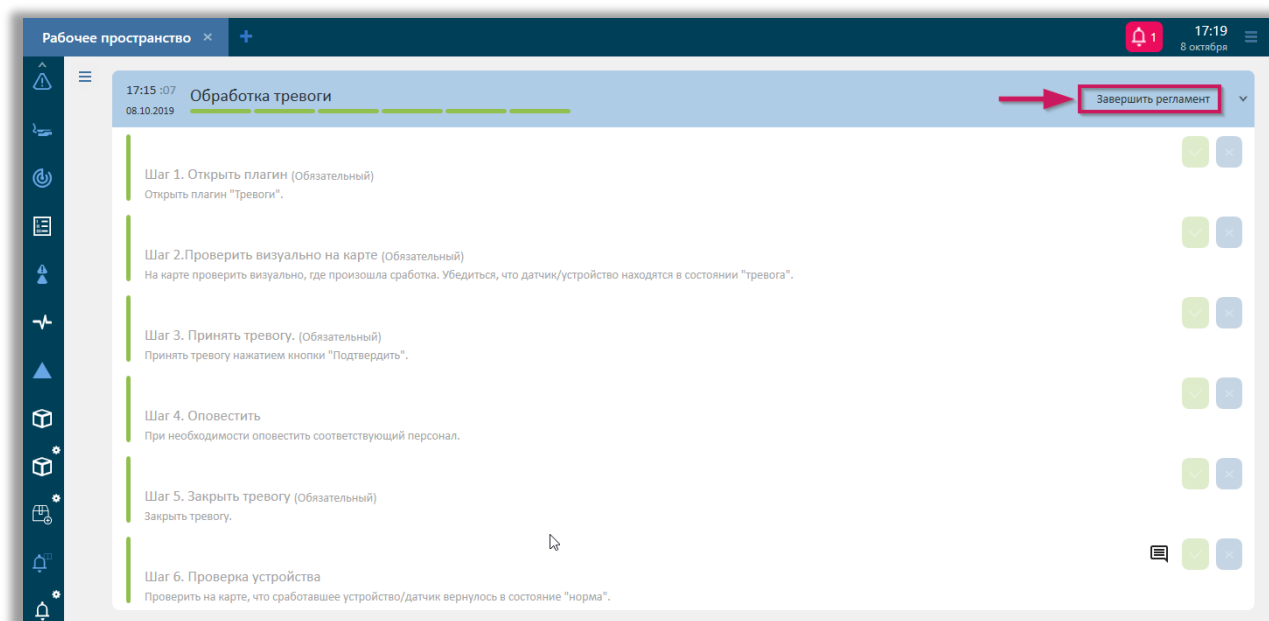 Рабочее пространство
1
17:19
8 октября
17:15 :07
08.10.2019
Обработка тревоги
Завершить регламент
Шаг 1. Открыть плагин (Обязательный)
Открыть плагин "Тревоги".
Шаг 2.Проверить визуально на карте (Обязательный)
На карте проверить визуально, где произошла сработка. Убедиться, что датчик/устройство находятся в состоянии "тревога".
Шаг 3. Принять тревогу. (Обязательный)
Принять тревогу нажатием кнопки "Подтвердить".
Шаг 4. Оповестить
При необходимости оповестить соответствующий персонал.
Шаг 5. Закрыть тревогу (Обязательный)
Закрыть тревогу.
Шаг 6. Проверка устройства
Проверить на карте, что сработавшее устройство/датчик вернулось в состояние "норма".